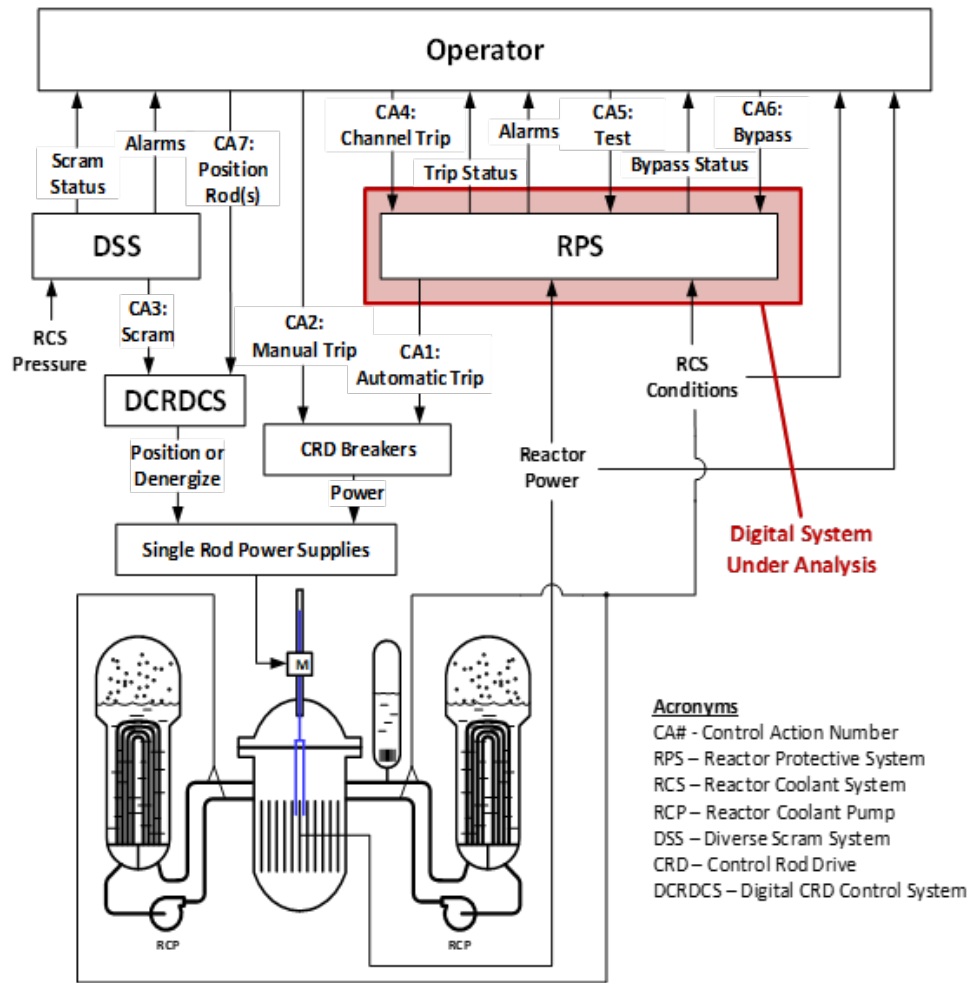 Operator
CA4:
Channel Trip
CA5:
Test
CA6:
Bypass
Scram
Status
Alarms
CA7:
Position
Rod(s)
Trip Status
Alarms
Bypass Status
DSS
RPS
RCS
Pressure
CA3:
Scram
CA2:
Manual Trip
CA1:
Automatic Trip
RCS
Conditions
DCRDCS
CRD Breakers
Reactor
Power
Position or
Denergize
Power
Single Rod Power Supplies
Digital System
Under Analysis
M
RCP
RCP
Acronyms
CA# - Control Action Number
RPS – Reactor Protective System
RCS – Reactor Coolant System
RCP – Reactor Coolant Pump
DSS – Diverse Scram System
CRD – Control Rod Drive
DCRDCS – Digital CRD Control System